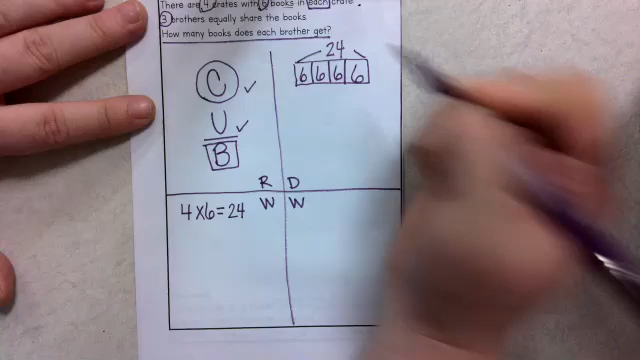 There are 4 crates with 6 books in each crate.
3 brothers equally share the books
How many books does each brother get?
24
6 6 6 6
C ✓
U ✓
B
R D
4 x 6 = 24 W W